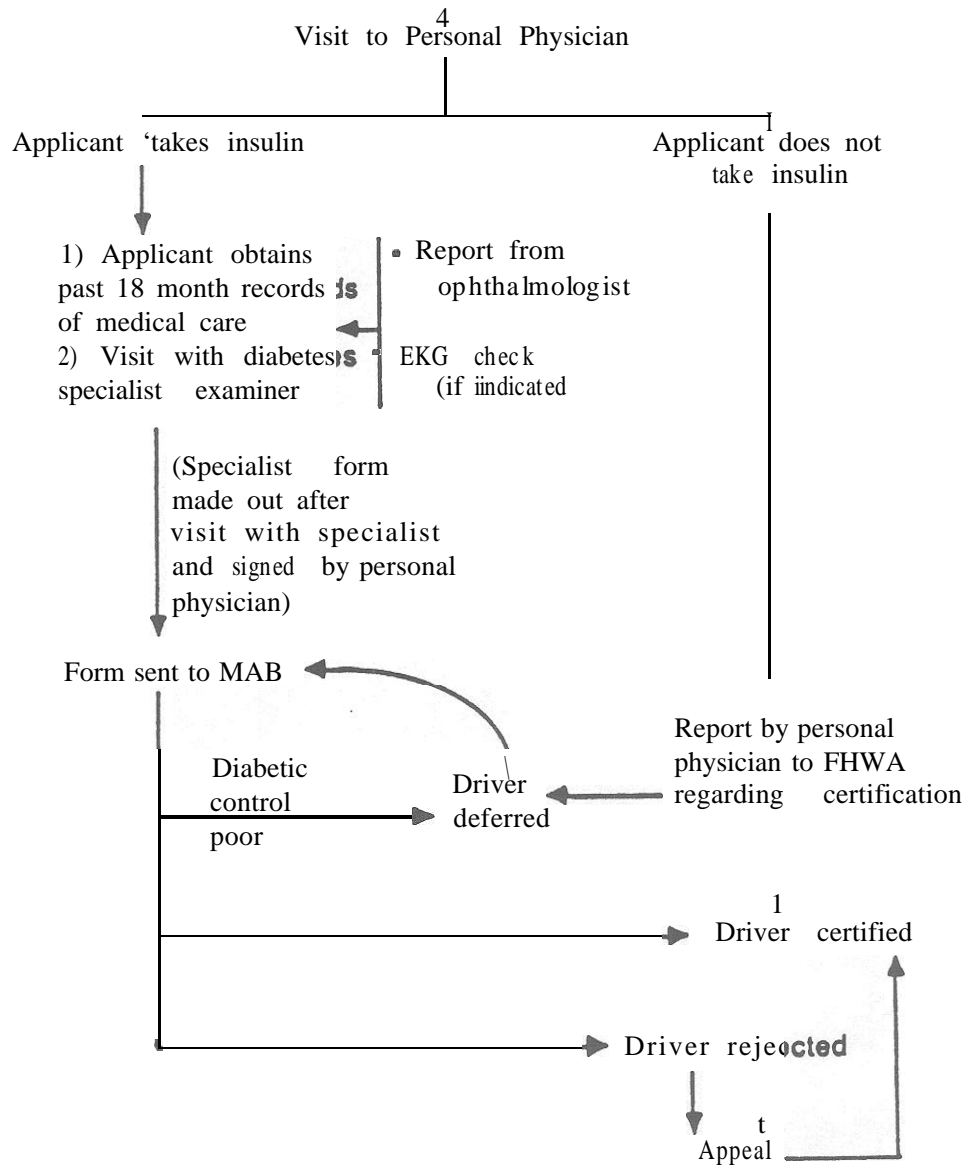 4
Visit to Personal Physician
Applicant ‘takes insulin
Applicant does not
take insulin
1) Applicant obtains
past 18 month records
of medical care
2) Visit with diabetes
specialist examiner
Report from
ophthalmologist
EKG check
(if iindicated
(Specialist form
made out after
visit with specialist
and signed by personal
physician)
Form sent to MAB
Diabetic
control
poor
Driver
deferred
Report by personal
physician to FHWA
regarding certification
1
Driver certified
Driver rejected
t
Appeal